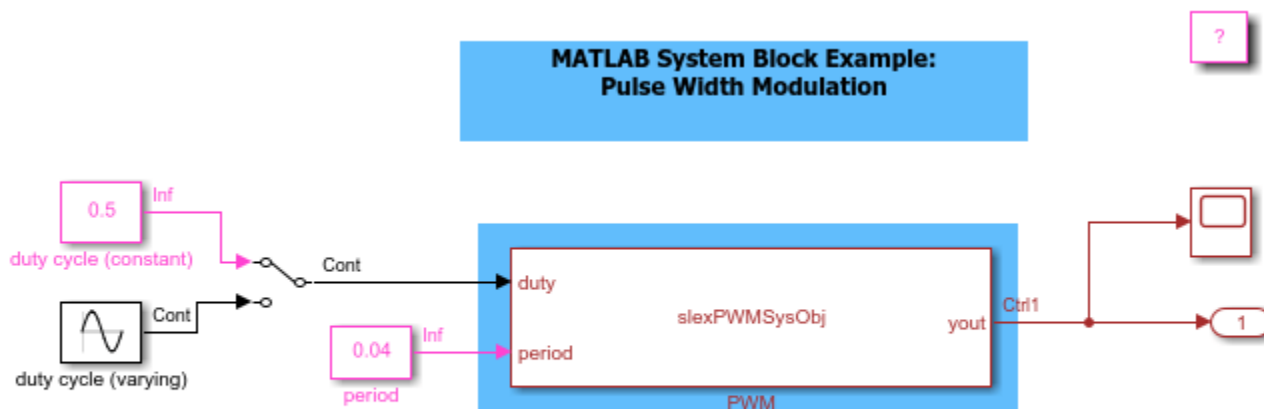 ?
MATLAB System Block Example:
Pulse Width Modulation
0.5
Inf
duty cycle (constant)
Cont
Cont
duty cycle (varying)
0.04
Inf
period
duty
period
slexPWMSysObj
yout
PWM
Ctrl1
1